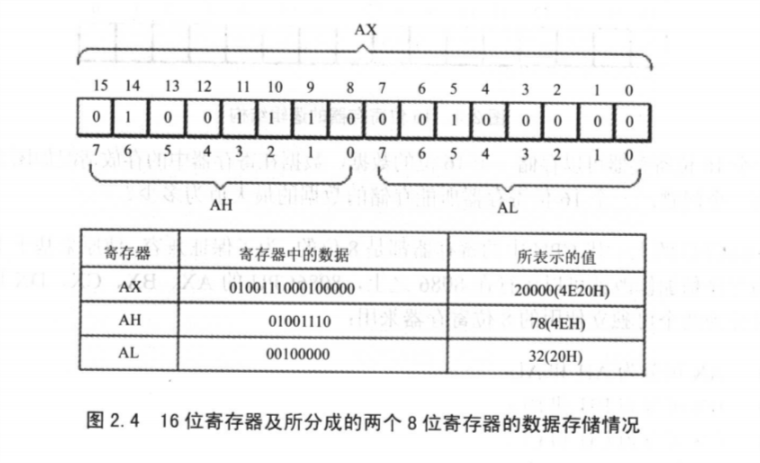 AX
15 14 13 12 11 10 9 8 7 6 5 4 3 2 1 0
0 1 0 0 1 1 1 0 0 0 1 0 0 0 0 0
7 6 5 4 3 2 1 0 7 6 5 4 3 2 1 0
AH AL
寄存器 寄存器中的数据 所表示的值
AX 0100111000100000 20000(4E20H)
AH 01001110 78(4EH)
AL 00100000 32(20H)
图 2.4 16 位寄存器及所分成的两个 8 位寄存器的数据存储情况